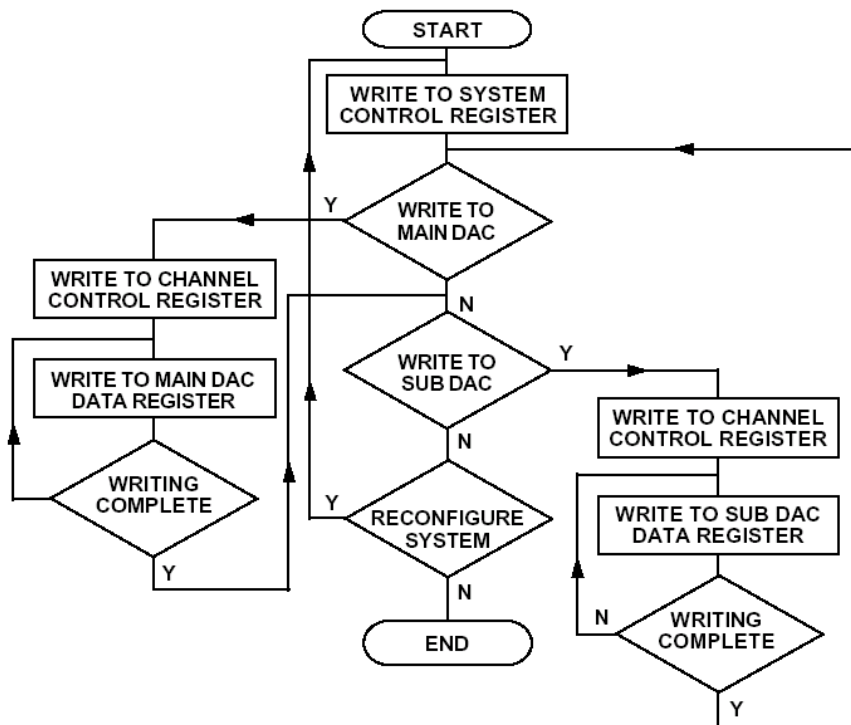 START
WRITE TO SYSTEM
CONTROL REGISTER
Y
WRITE TO
MAIN DAC
WRITE TO CHANNEL
CONTROL REGISTER
N
WRITE TO MAIN DAC
DATA REGISTER
WRITE TO
SUB DAC
Y
WRITE TO CHANNEL
CONTROL REGISTER
N
WRITING
COMPLETE
Y
RECONFIGURE
SYSTEM
Y
N
WRITE TO SUB DAC
DATA REGISTER
END
N
WRITING
COMPLETE
Y